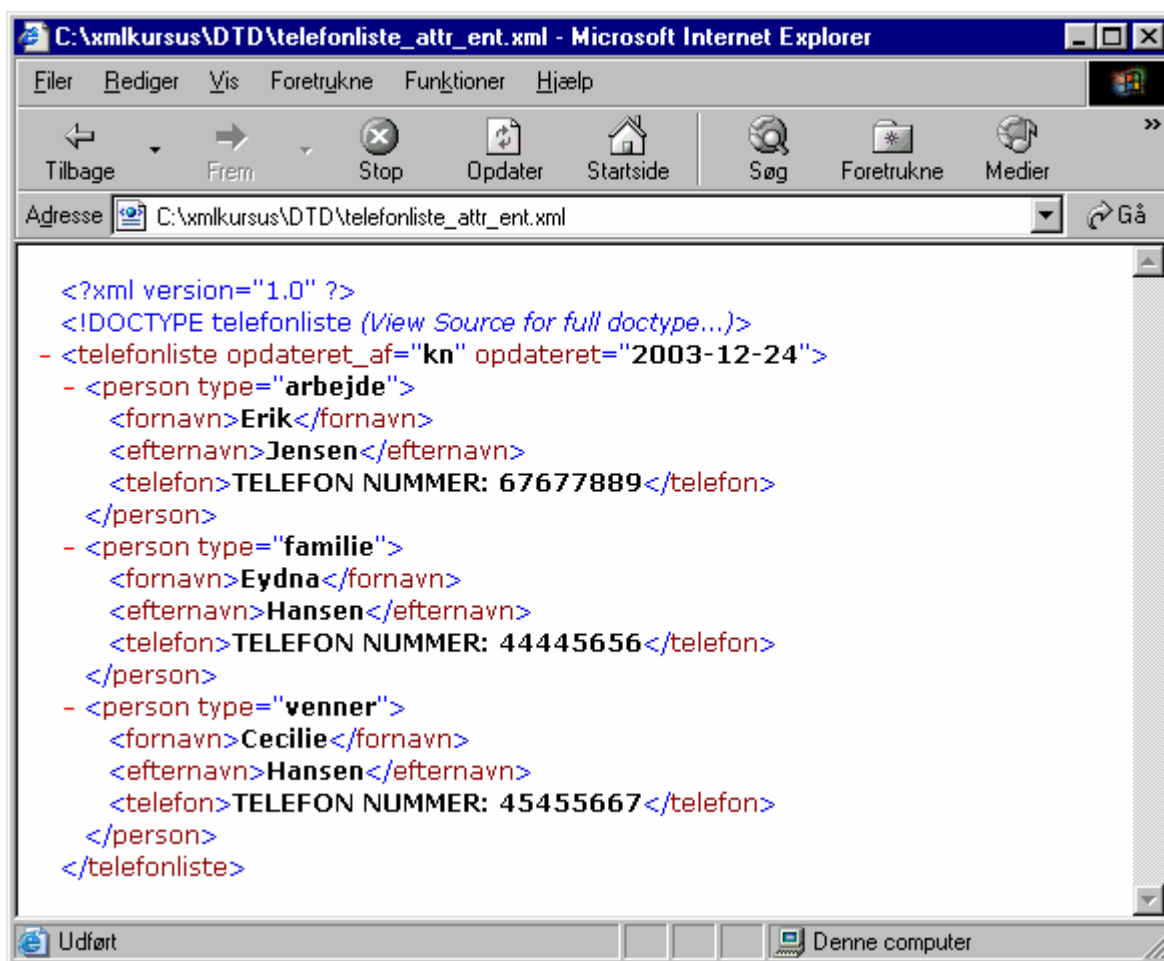 C:\xmlkursus\DTD\telefonliste_attr_ent.xml - Microsoft Internet Explorer
Filer Rediger Vis Foretrukne Funktioner Hjælp
Tilbage Frem Stop Opdater Startside Søg Foretrukne Medier »
Adresse C:\xmlkursus\DTD\telefonliste_attr_ent.xml Gå
<?xml version="1.0" ?>
<!DOCTYPE telefonliste (View Source for full doctype...)>
- <telefonliste opdateret_af="kn" opdateret="2003-12-24">
- <person type="arbejde">
<fornavn>Erik</fornavn>
<efternavn>Jensen</efternavn>
<telefon>TELEFON NUMMER: 67677889</telefon>
</person>
- <person type="familie">
<fornavn>Eydna</fornavn>
<efternavn>Hansen</efternavn>
<telefon>TELEFON NUMMER: 44445656</telefon>
</person>
- <person type="venner">
<fornavn>Cecilie</fornavn>
<efternavn>Hansen</efternavn>
<telefon>TELEFON NUMMER: 45455667</telefon>
</person>
</telefonliste>
Udført Denne computer